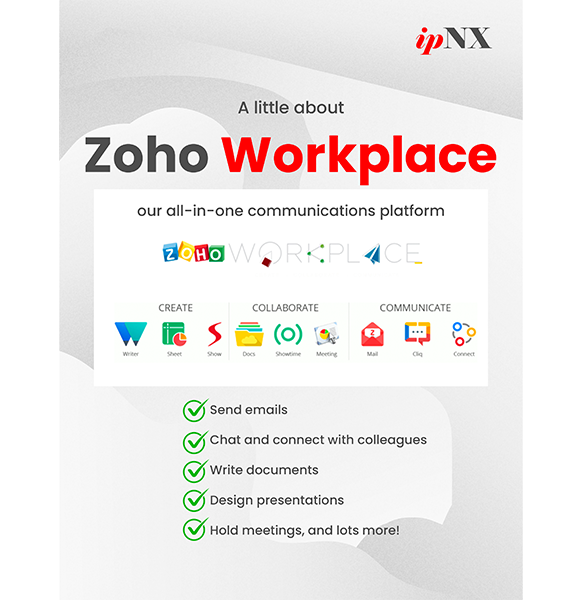 ipNX
A little about
Zoho Workplace
our all-in-one communications platform
ZOHO WORKPLACE
CREATE COLLABORATE COMMUNICATE
Writer Sheet Show Docs Showtime Meeting Mail Cliq Connect
Send emails
Chat and connect with colleagues
Write documents
Design presentations
Hold meetings, and lots more!